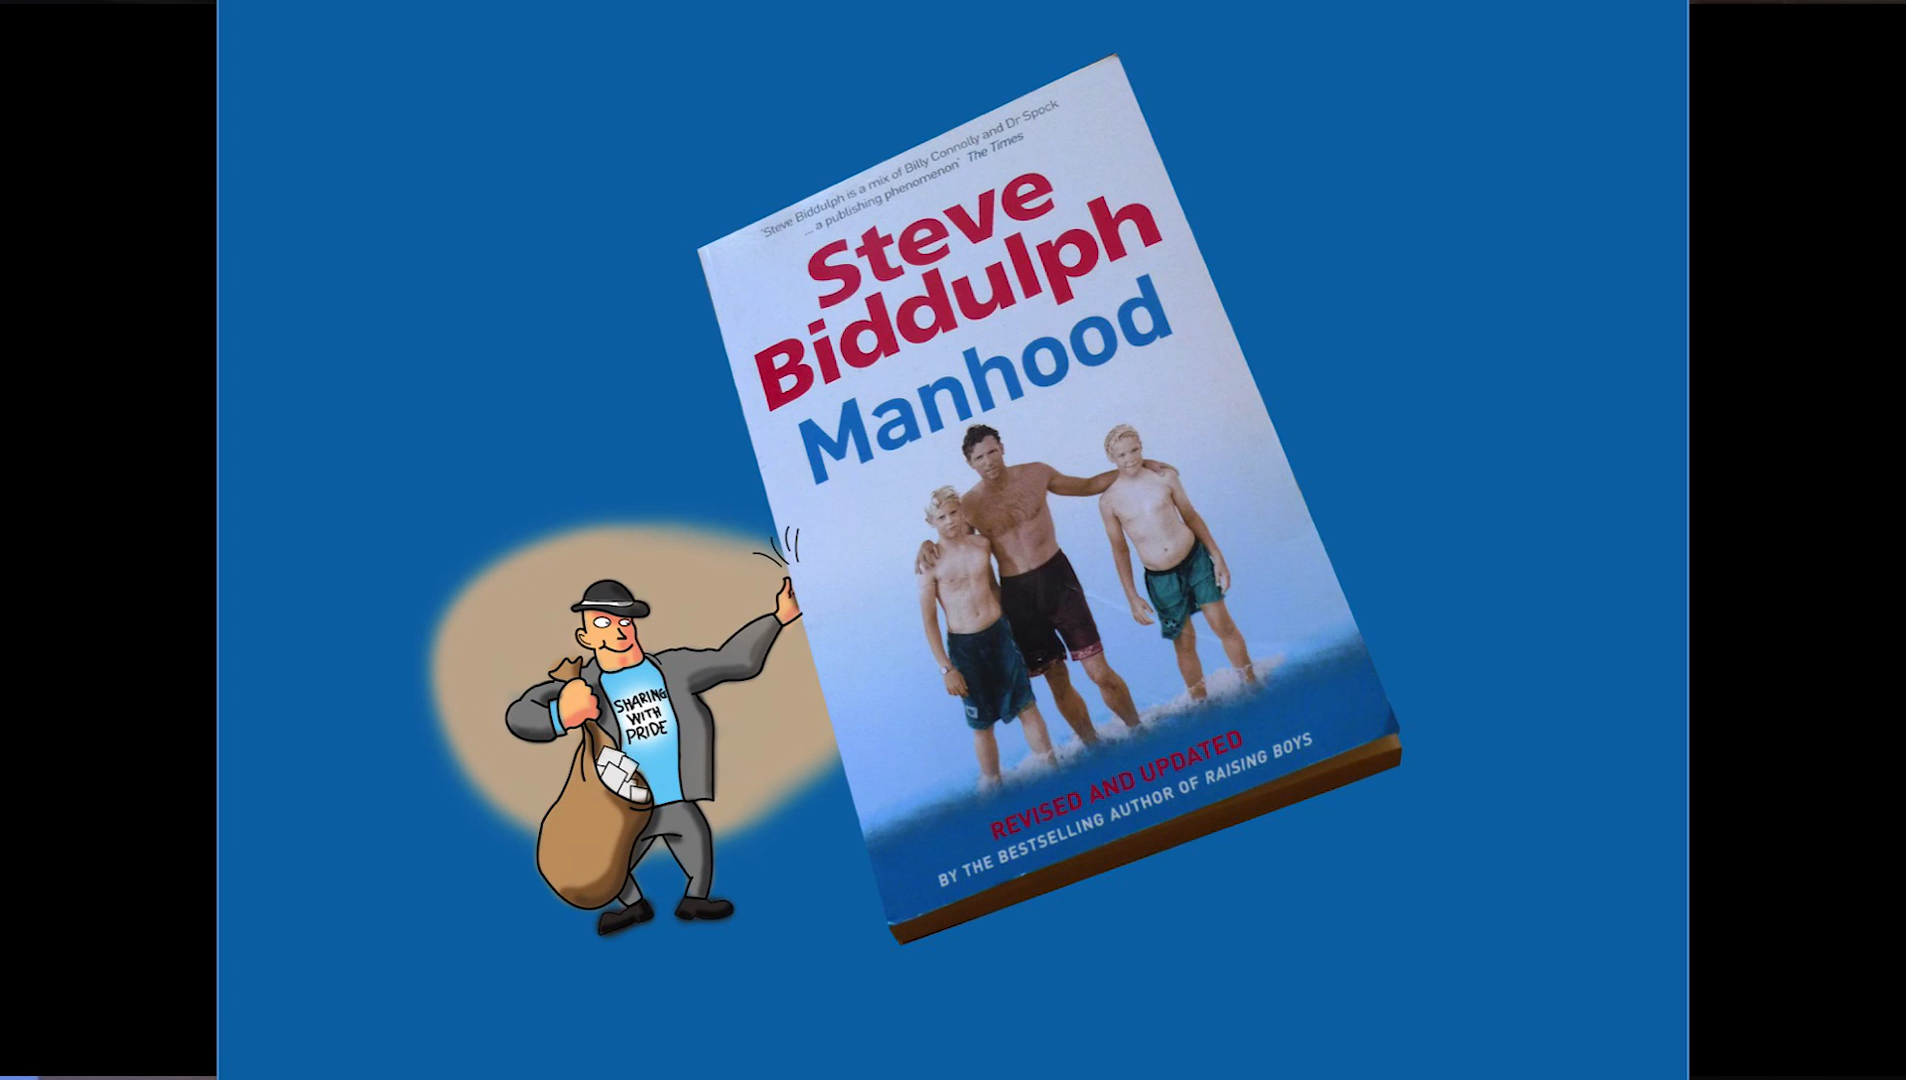 'Steve Biddulph is a mix of Billy Connolly and Dr Spock
... a publishing phenomenon' The Times
Steve
Biddulph
Manhood
REVISED AND UPDATED
BY THE BESTSELLING AUTHOR OF RAISING BOYS
SHARING
WITH
PRIDE